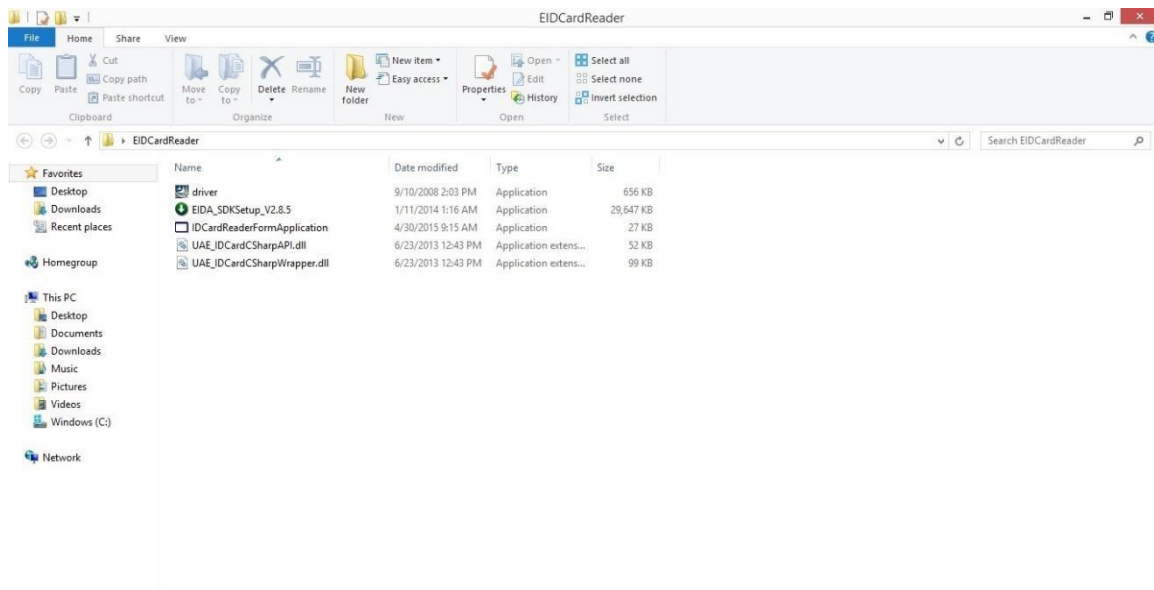 EIDCardReader
File Home Share View
Copy
Paste
Cut
Copy path
Paste shortcut
Clipboard
Move to
Copy to
Delete
Rename
Organize
New folder
New item
Easy access
New
Properties
Open
Edit
History
Open
Select all
Select none
Invert selection
Select
EIDCardReader
Search EIDCardReader
Favorites
Desktop
Downloads
Recent places
Homegroup
This PC
Desktop
Documents
Downloads
Music
Pictures
Videos
Windows (C:)
Network
Name Date modified Type Size
driver 9/10/2008 2:03 PM Application 656 KB
EIDA_SDKSetup_V2.8.5 1/11/2014 1:16 AM Application 29,647 KB
IDCardReaderFormApplication 4/30/2015 9:15 AM Application 27 KB
UAE_IDCardCSharpAPI.dll 6/23/2013 12:43 PM Application extens... 52 KB
UAE_IDCardCSharpWrapper.dll 6/23/2013 12:43 PM Application extens... 99 KB